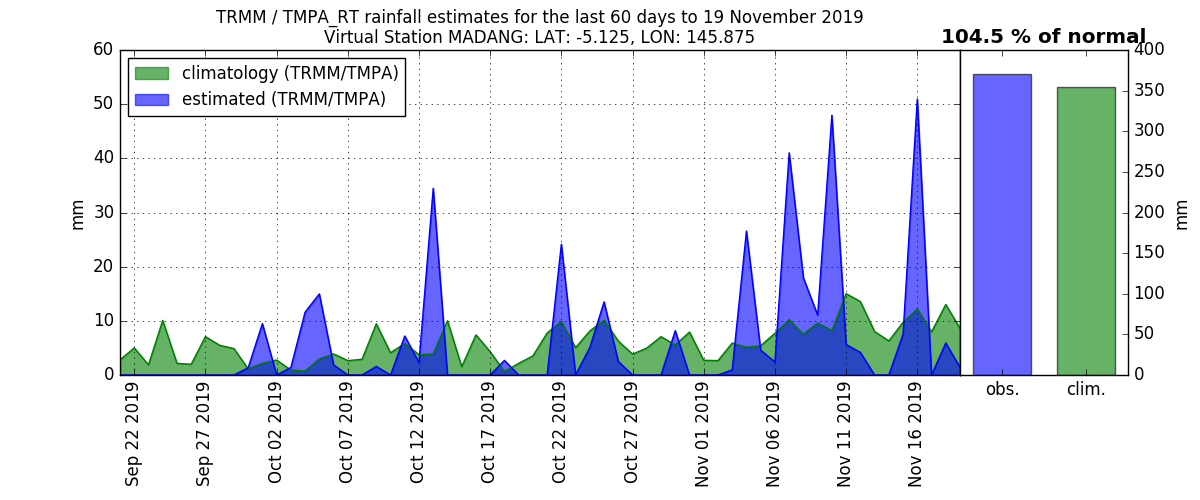 TRMM / TMPA_RT rainfall estimates for the last 60 days to 19 November 2019
Virtual Station MADANG: LAT: -5.125, LON: 145.875
104.5 % of normal
climatology (TRMM/TMPA)
estimated (TRMM/TMPA)
60
50
40
30
20
10
0
mm
Sep 22 2019
Sep 27 2019
Oct 02 2019
Oct 07 2019
Oct 12 2019
Oct 17 2019
Oct 22 2019
Oct 27 2019
Nov 01 2019
Nov 06 2019
Nov 11 2019
Nov 16 2019
obs.
clim.
400
350
300
250
200
150
100
50
0
mm